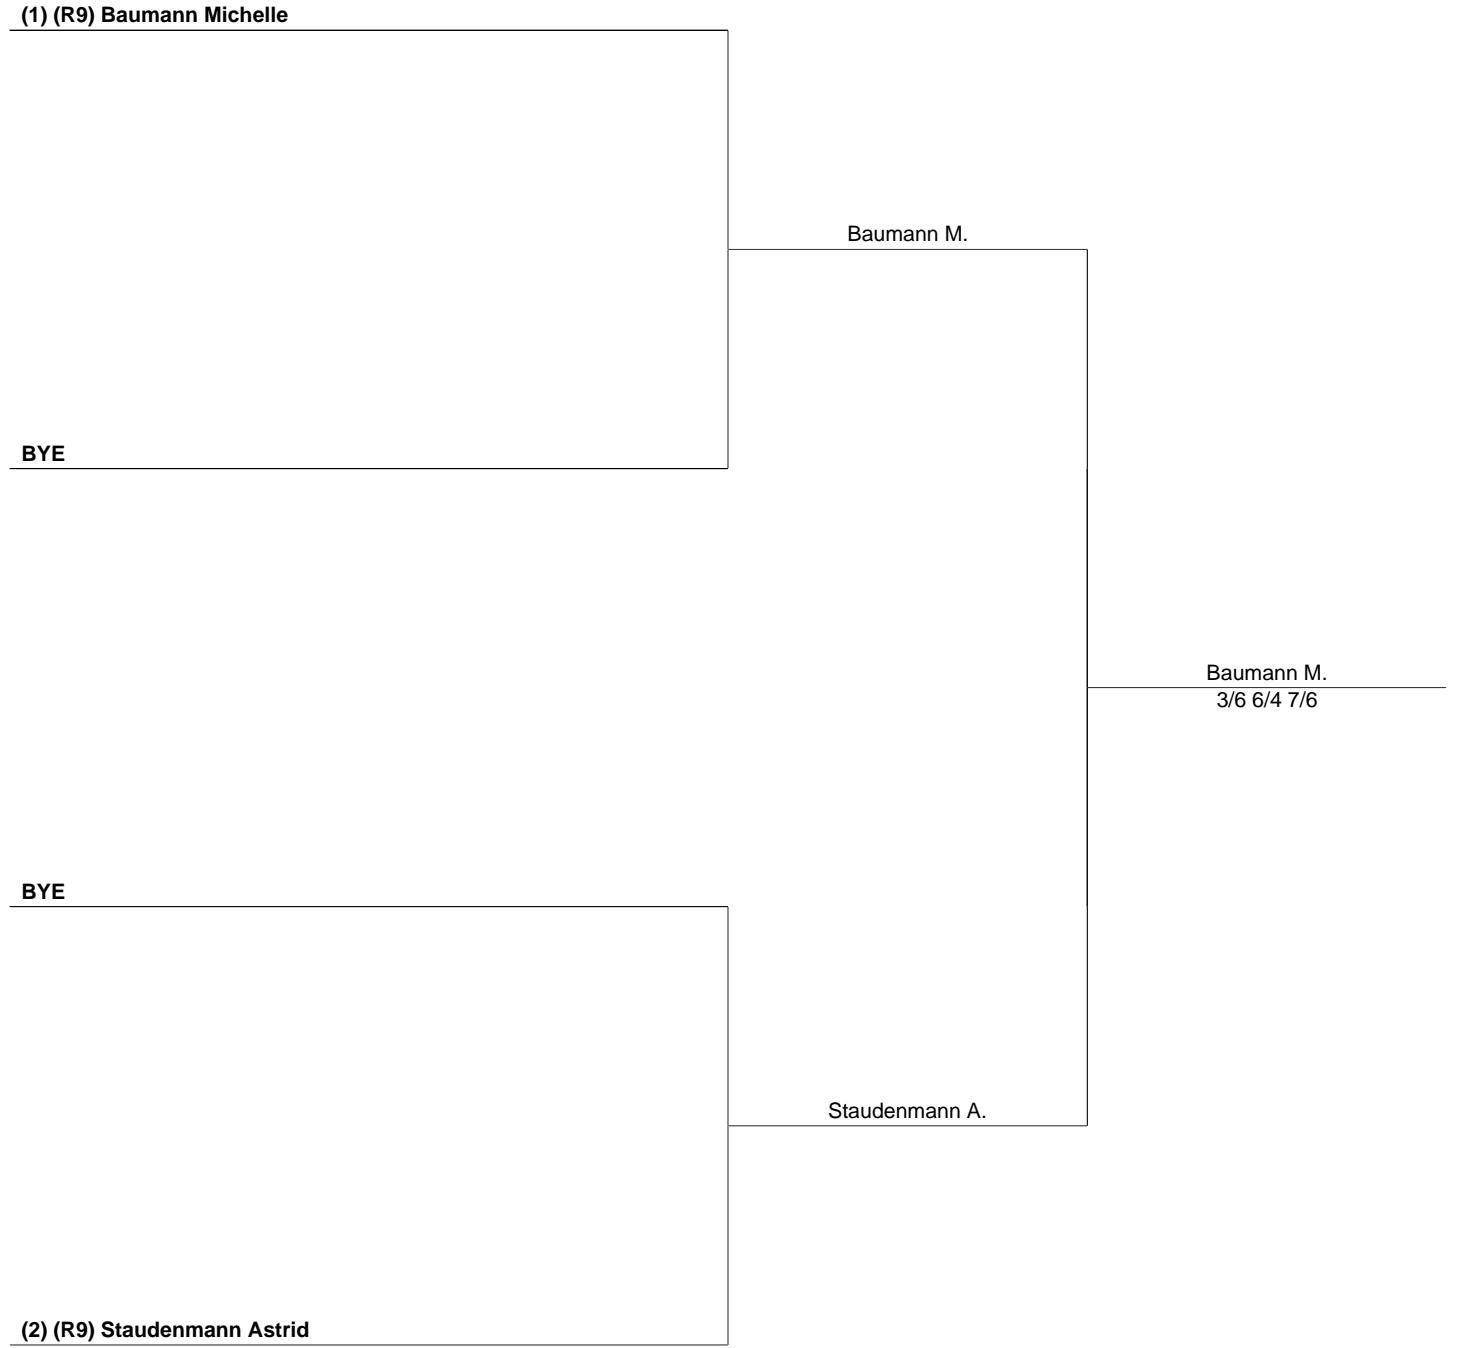 (1) (R9) Baumann Michelle
Baumann M.
BYE
Baumann M.
3/6 6/4 7/6
BYE
Staudenmann A.
(2) (R9) Staudenmann Astrid